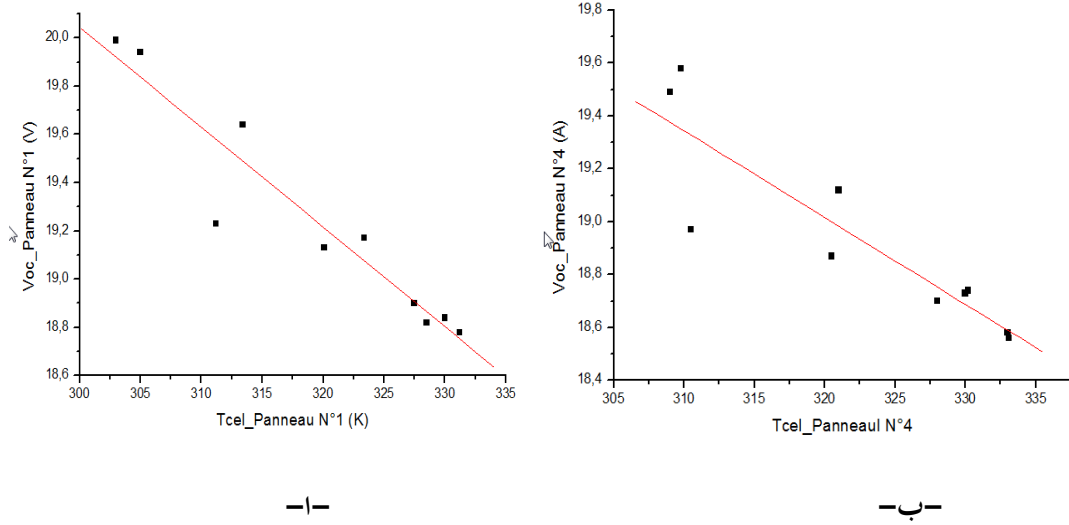 20,0
19,8
19,6
19,4
19,2
19,0
18,8
18,6
300 305 310 315 320 325 330 335
Voc_Panneau N°1 (V)
Tcel_Panneau N°1 (K)
19,8
19,6
19,4
19,2
19,0
18,8
18,6
18,4
305 310 315 320 325 330 335
Voc_Panneau N°4 (A)
Tcel_Panneaul N°4
-ا-
-ب-